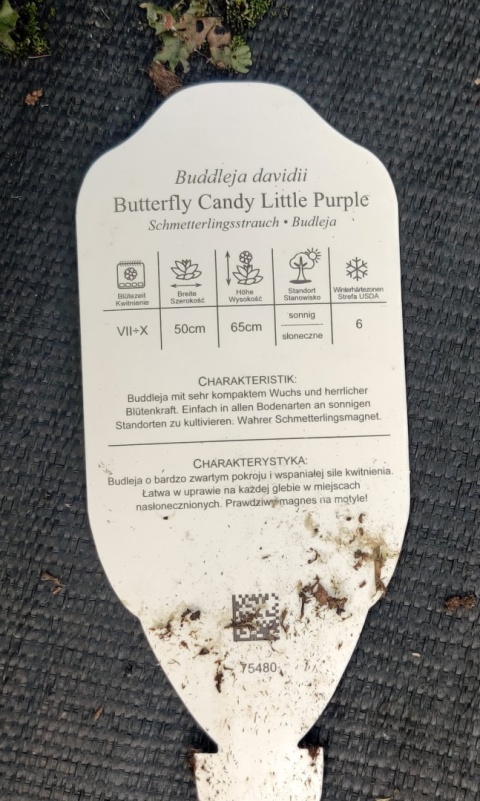 Buddleja davidii
Butterfly Candy Little Purple
Schmetterlingsstrauch • Budleja
Blütezeit
Kwitnienie
Breite
Szerokość
Höhe
Wysokość
Standort
Stanowisko
Winterhärtezonen
Strefa USDA
VII÷X
50cm
65cm
sonnig
słoneczne
6
CHARAKTERISTIK:
Buddleja mit sehr kompaktem Wuchs und herrlicher
Blütenkraft. Einfach in allen Bodenarten an sonnigen
Standorten zu kultivieren. Wahrer Schmetterlingsmagnet.
CHARAKTERYSTYKA:
Budleja o bardzo zwartym pokroju i wspaniałej sile kwitnienia.
Łatwa w uprawie na każdej glebie w miejscach
nasłonecznionych. Prawdziwy magnes na motyle!
75480